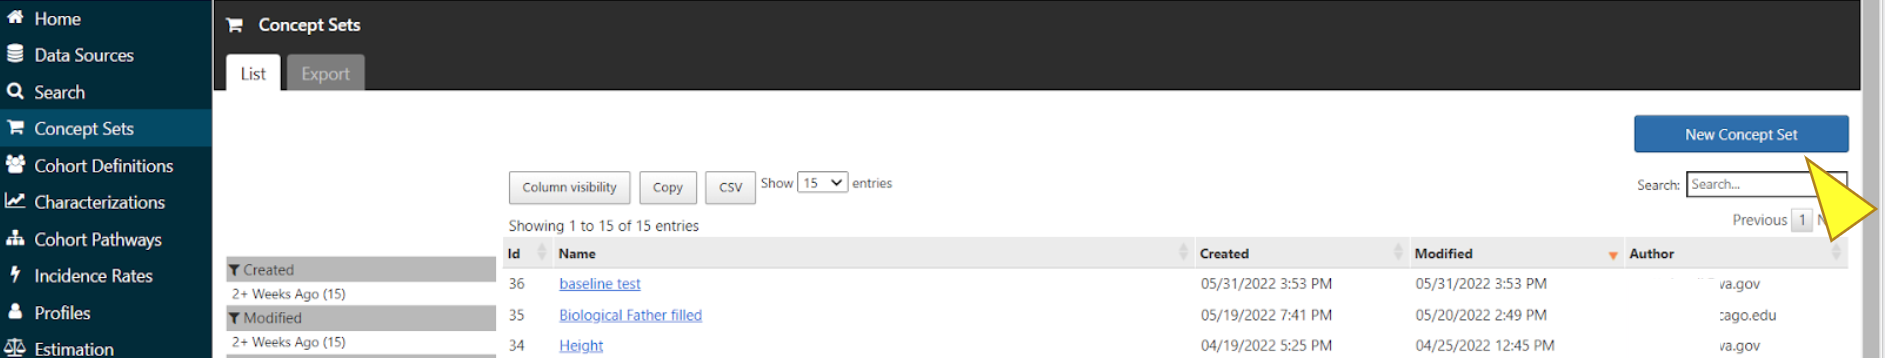 Home
Data Sources
Search
Concept Sets
Cohort Definitions
Characterizations
Cohort Pathways
Incidence Rates
Profiles
Estimation
Concept Sets
List Export
New Concept Set
Column visibility Copy CSV Show 15 entries
Search: Search...
Showing 1 to 15 of 15 entries
Previous 1
Id Name Created Modified Author
36 baseline test 05/31/2022 3:53 PM 05/31/2022 3:53 PM va.gov
35 Biological Father filled 05/19/2022 7:41 PM 05/20/2022 2:49 PM cago.edu
34 Height 04/19/2022 5:25 PM 04/25/2022 12:45 PM va.gov
Created
2+ Weeks Ago (15)
Modified
2+ Weeks Ago (15)